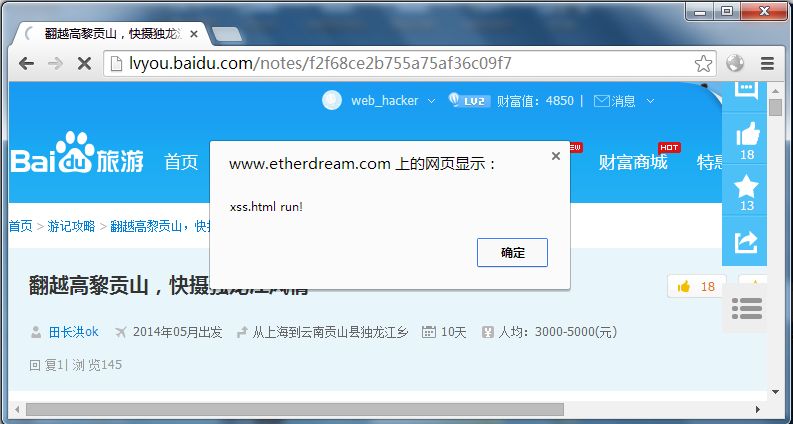 翻越高黎贡山，快摄独龙江
lvyou.baidu.com/notes/f2f68ce2b755a75af36c09f7
web_hacker LV2 财富值：4850 | 消息
Bai du 旅游 首页 NEW 财富商城 HOT 特惠
18
13
首页 > 游记攻略 > 翻越高黎贡山，快摄
www.etherdream.com 上的网页显示：
xss.html run!
确定
翻越高黎贡山，快摄独龙江风情
18
田长洪ok 2014年05月出发 从上海到云南贡山县独龙江乡 10天 人均：3000-5000(元)
回 复1| 浏 览145